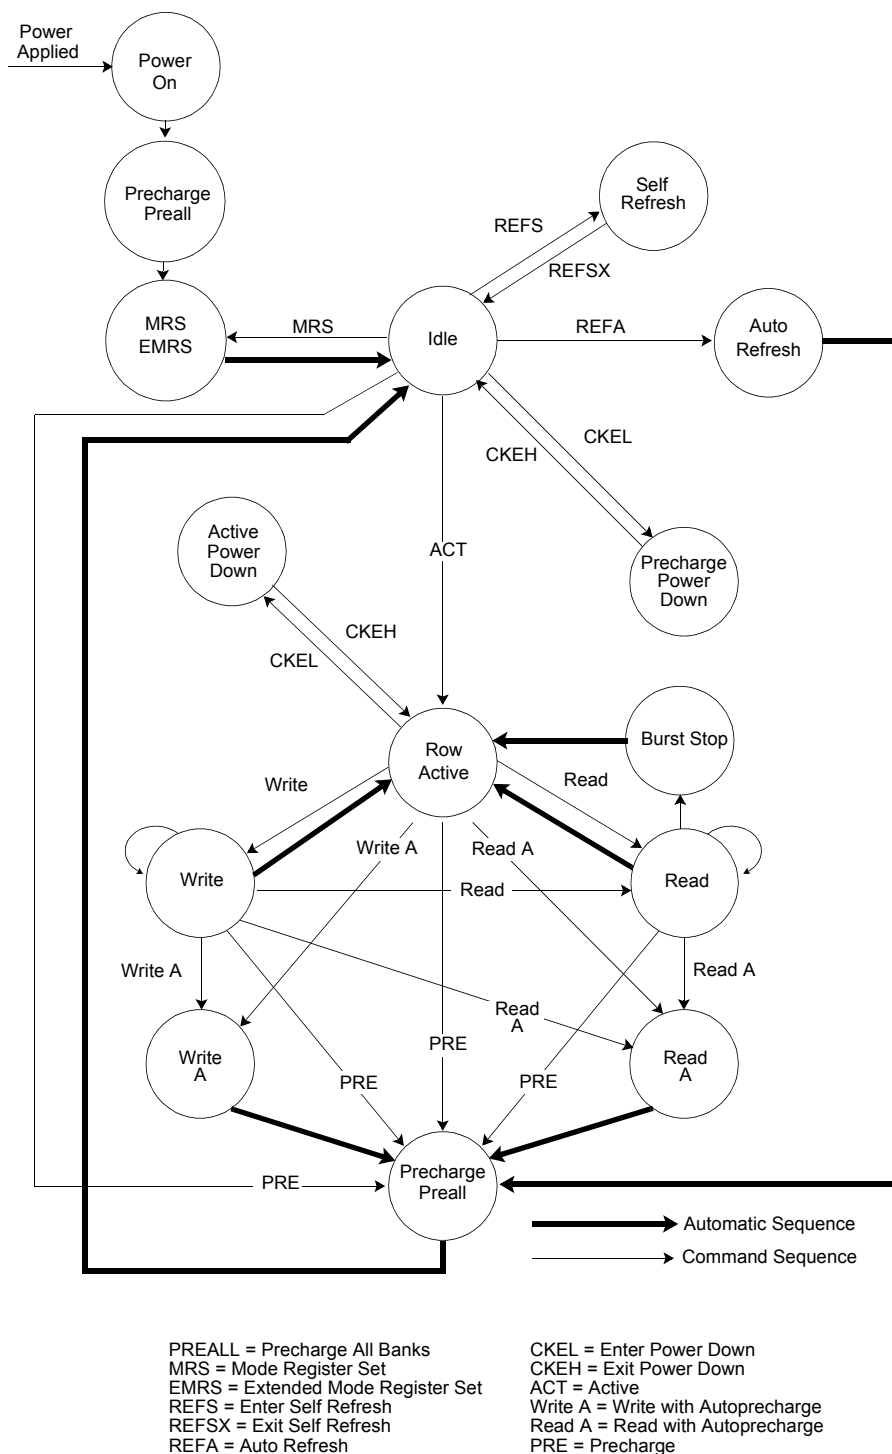 Power
Applied
Power
On
Precharge
Preall
Self
Refresh
REFS
REFSX
MRS
EMRS
MRS
Idle
REFA
Auto
Refresh
CKEL
CKEH
Active
Power
Down
ACT
Precharge
Power
Down
CKEH
CKEL
Row
Active
Burst Stop
Write
Read
Write A
Read A
Write
Read
Read
Write A
Read A
Read
A
Write
A
PRE
PRE
PRE
Read
A
Precharge
Preall
PRE
Automatic Sequence
Command Sequence
PREALL = Precharge All Banks
MRS = Mode Register Set
EMRS = Extended Mode Register Set
REFS = Enter Self Refresh
REFSX = Exit Self Refresh
REFA = Auto Refresh
CKEL = Enter Power Down
CKEH = Exit Power Down
ACT = Active
Write A = Write with Autoprecharge
Read A = Read with Autoprecharge
PRE = Precharge